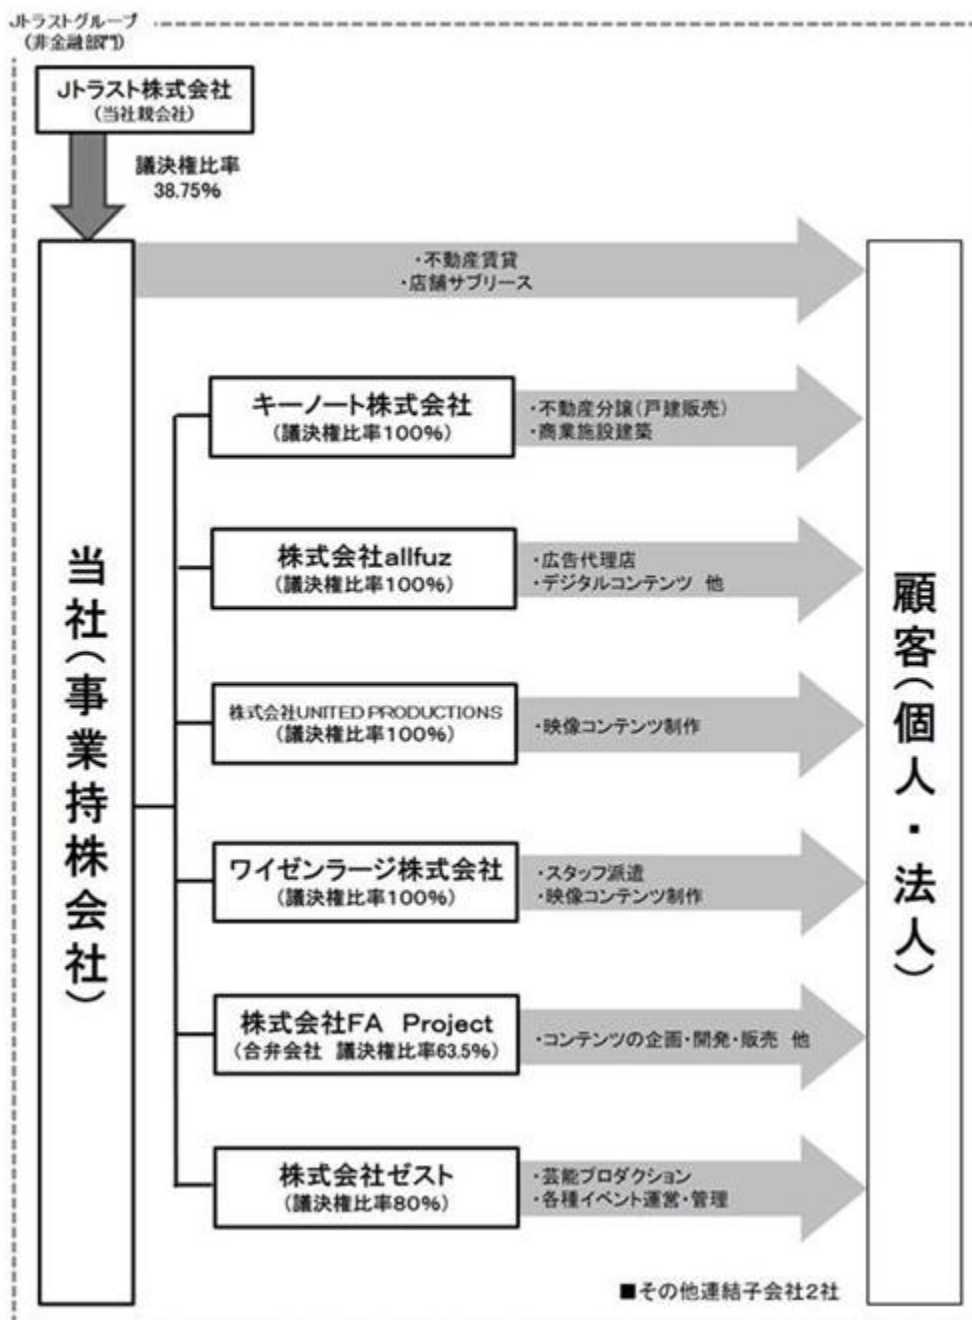 Jトラストグループ
(非金融部門)
Jトラスト株式会社
(当社親会社)
議決権比率
38.75%
・不動産賃貸
・店舗サブリース
当社(事業持株会社)
キーノート株式会社
(議決権比率100%)
・不動産分譲(戸建販売)
・商業施設建築
株式会社allfuz
(議決権比率100%)
・広告代理店
・デジタルコンテンツ 他
株式会社UNITED PRODUCTIONS
(議決権比率100%)
・映像コンテンツ制作
ワイゼンラージ株式会社
(議決権比率100%)
・スタッフ派遣
・映像コンテンツ制作
株式会社FA Project
(合弁会社 議決権比率63.5%)
・コンテンツの企画・開発・販売 他
株式会社ゼスト
(議決権比率80%)
・芸能プロダクション
・各種イベント運営・管理
顧客(個人・法人)
■その他連結子会社2社